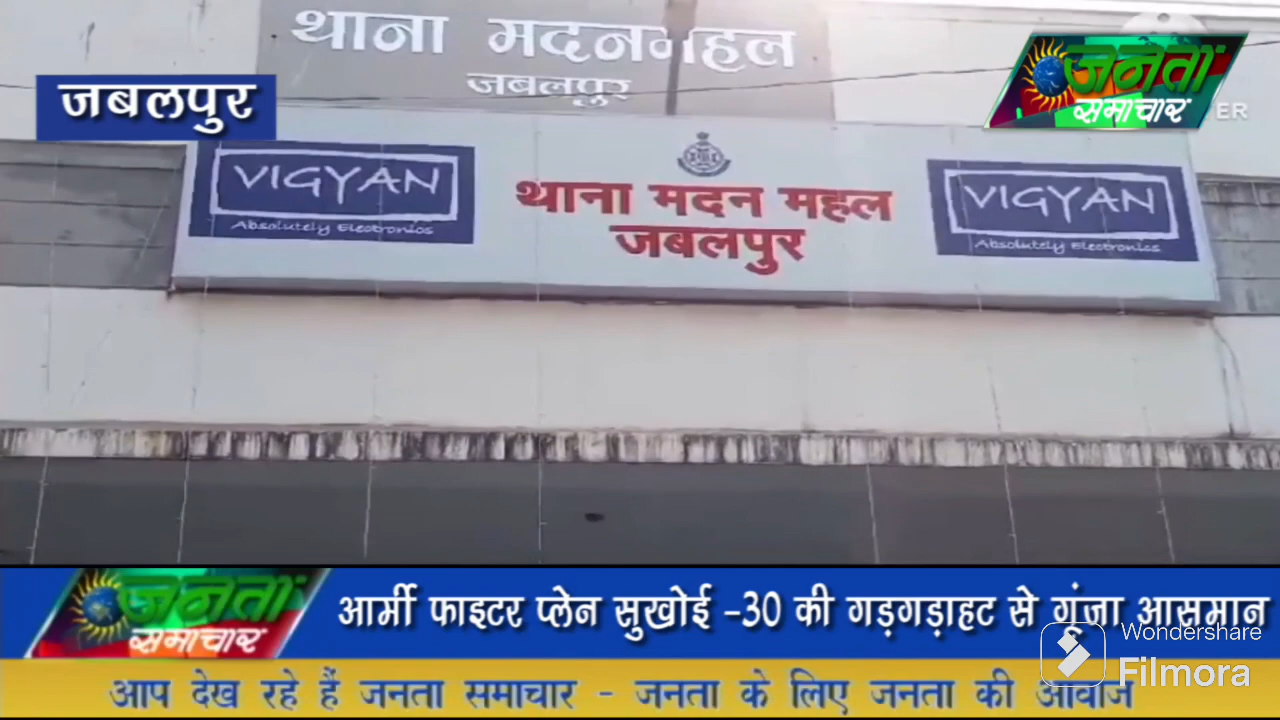 थाना मदनमहल
जबलपुर
जबलपुर
जनता
समाचार
ER
VIGYAN
Absolutely Electronics
थाना मदन महल
जबलपुर
VIGYAN
Absolutely Electronics
जनता
समाचार
आर्मी फाइटर प्लेन सुखोई -30 की गड़गड़ाहट से गूंजा आसमान
Wondershare
Filmora
आप देख रहे हैं जनता समाचार - जनता के लिए जनता की आवाज